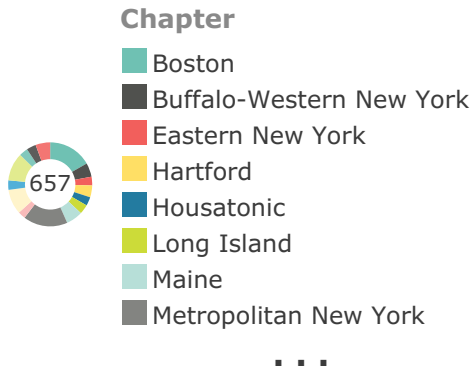 Chapter
Boston
Buffalo-Western New York
Eastern New York
657
Hartford
Housatonic
Long Island
Maine
Metropolitan New York